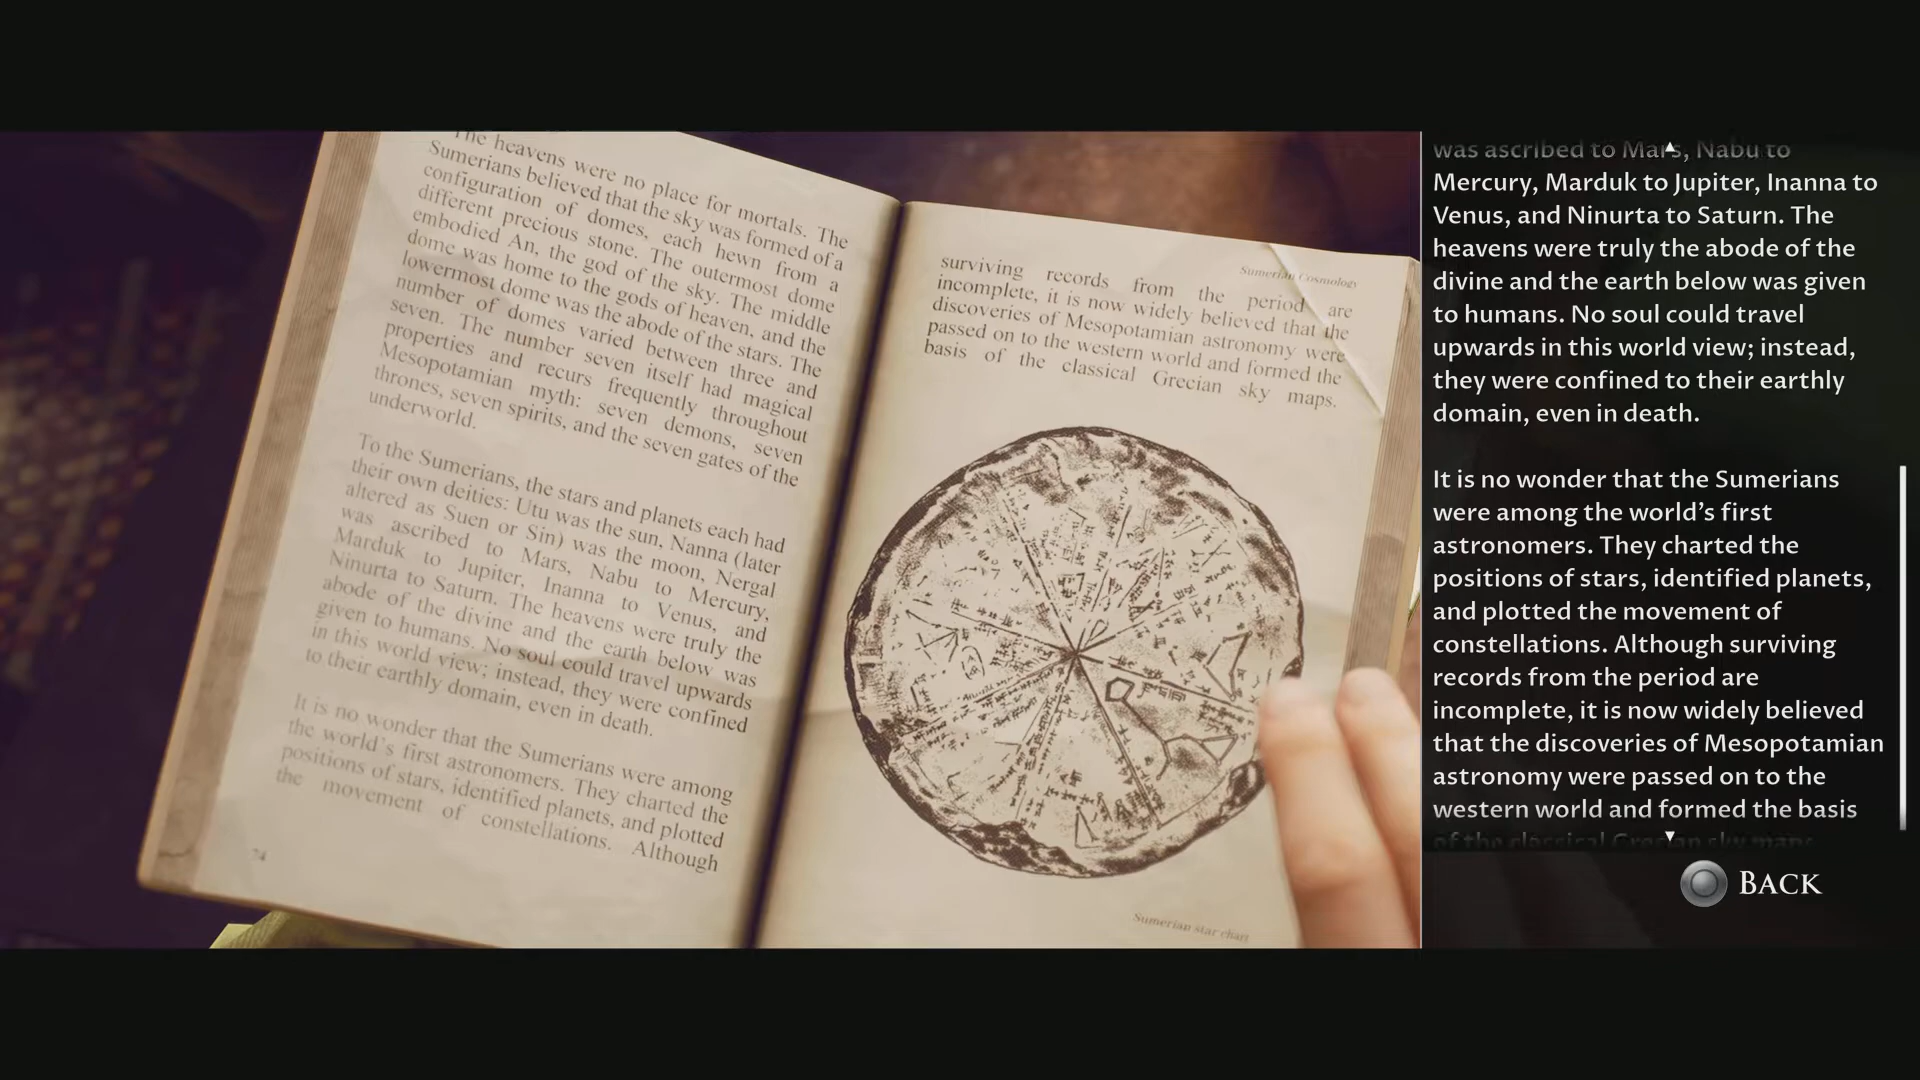 The heavens were no place for mortals. The
Sumerians believed that the sky was formed of a
configuration of domes, each hewn from a
different precious stone. The outermost dome
embodied An, the god of the sky. The middle
dome was home to the gods of heaven, and the
lowermost dome was the abode of the stars. The
number of domes varied between three and
seven. The number seven itself had magical
properties and recurs frequently throughout
Mesopotamian myth: seven demons, seven
thrones, seven spirits, and the seven gates of the
underworld.
To the Sumerians, the stars and planets each had
their own deities: Utu was the sun, Nanna (later
altered as Suen or Sin) was the moon, Nergal
was ascribed to Mars, Nabu to Mercury,
Marduk to Jupiter, Inanna to Venus, and
Ninurta to Saturn. The heavens were truly the
abode of the divine and the earth below was
given to humans. No soul could travel upwards
in this world view; instead, they were confined
to their earthly domain, even in death.
It is no wonder that the Sumerians were among
the world's first astronomers. They charted the
positions of stars, identified planets, and plotted
the movement of constellations. Although
74
Sumerian Cosmology
surviving records from the period are
incomplete, it is now widely believed that the
discoveries of Mesopotamian astronomy were
passed on to the western world and formed the
basis of the classical Grecian sky maps.
Sumerian star chart
was ascribed to Mars, Nabu to
Mercury, Marduk to Jupiter, Inanna to
Venus, and Ninurta to Saturn. The
heavens were truly the abode of the
divine and the earth below was given
to humans. No soul could travel
upwards in this world view; instead,
they were confined to their earthly
domain, even in death.
It is no wonder that the Sumerians
were among the world’s first
astronomers. They charted the
positions of stars, identified planets,
and plotted the movement of
constellations. Although surviving
records from the period are
incomplete, it is now widely believed
that the discoveries of Mesopotamian
astronomy were passed on to the
western world and formed the basis
of the classical Grecian sky maps.
BACK